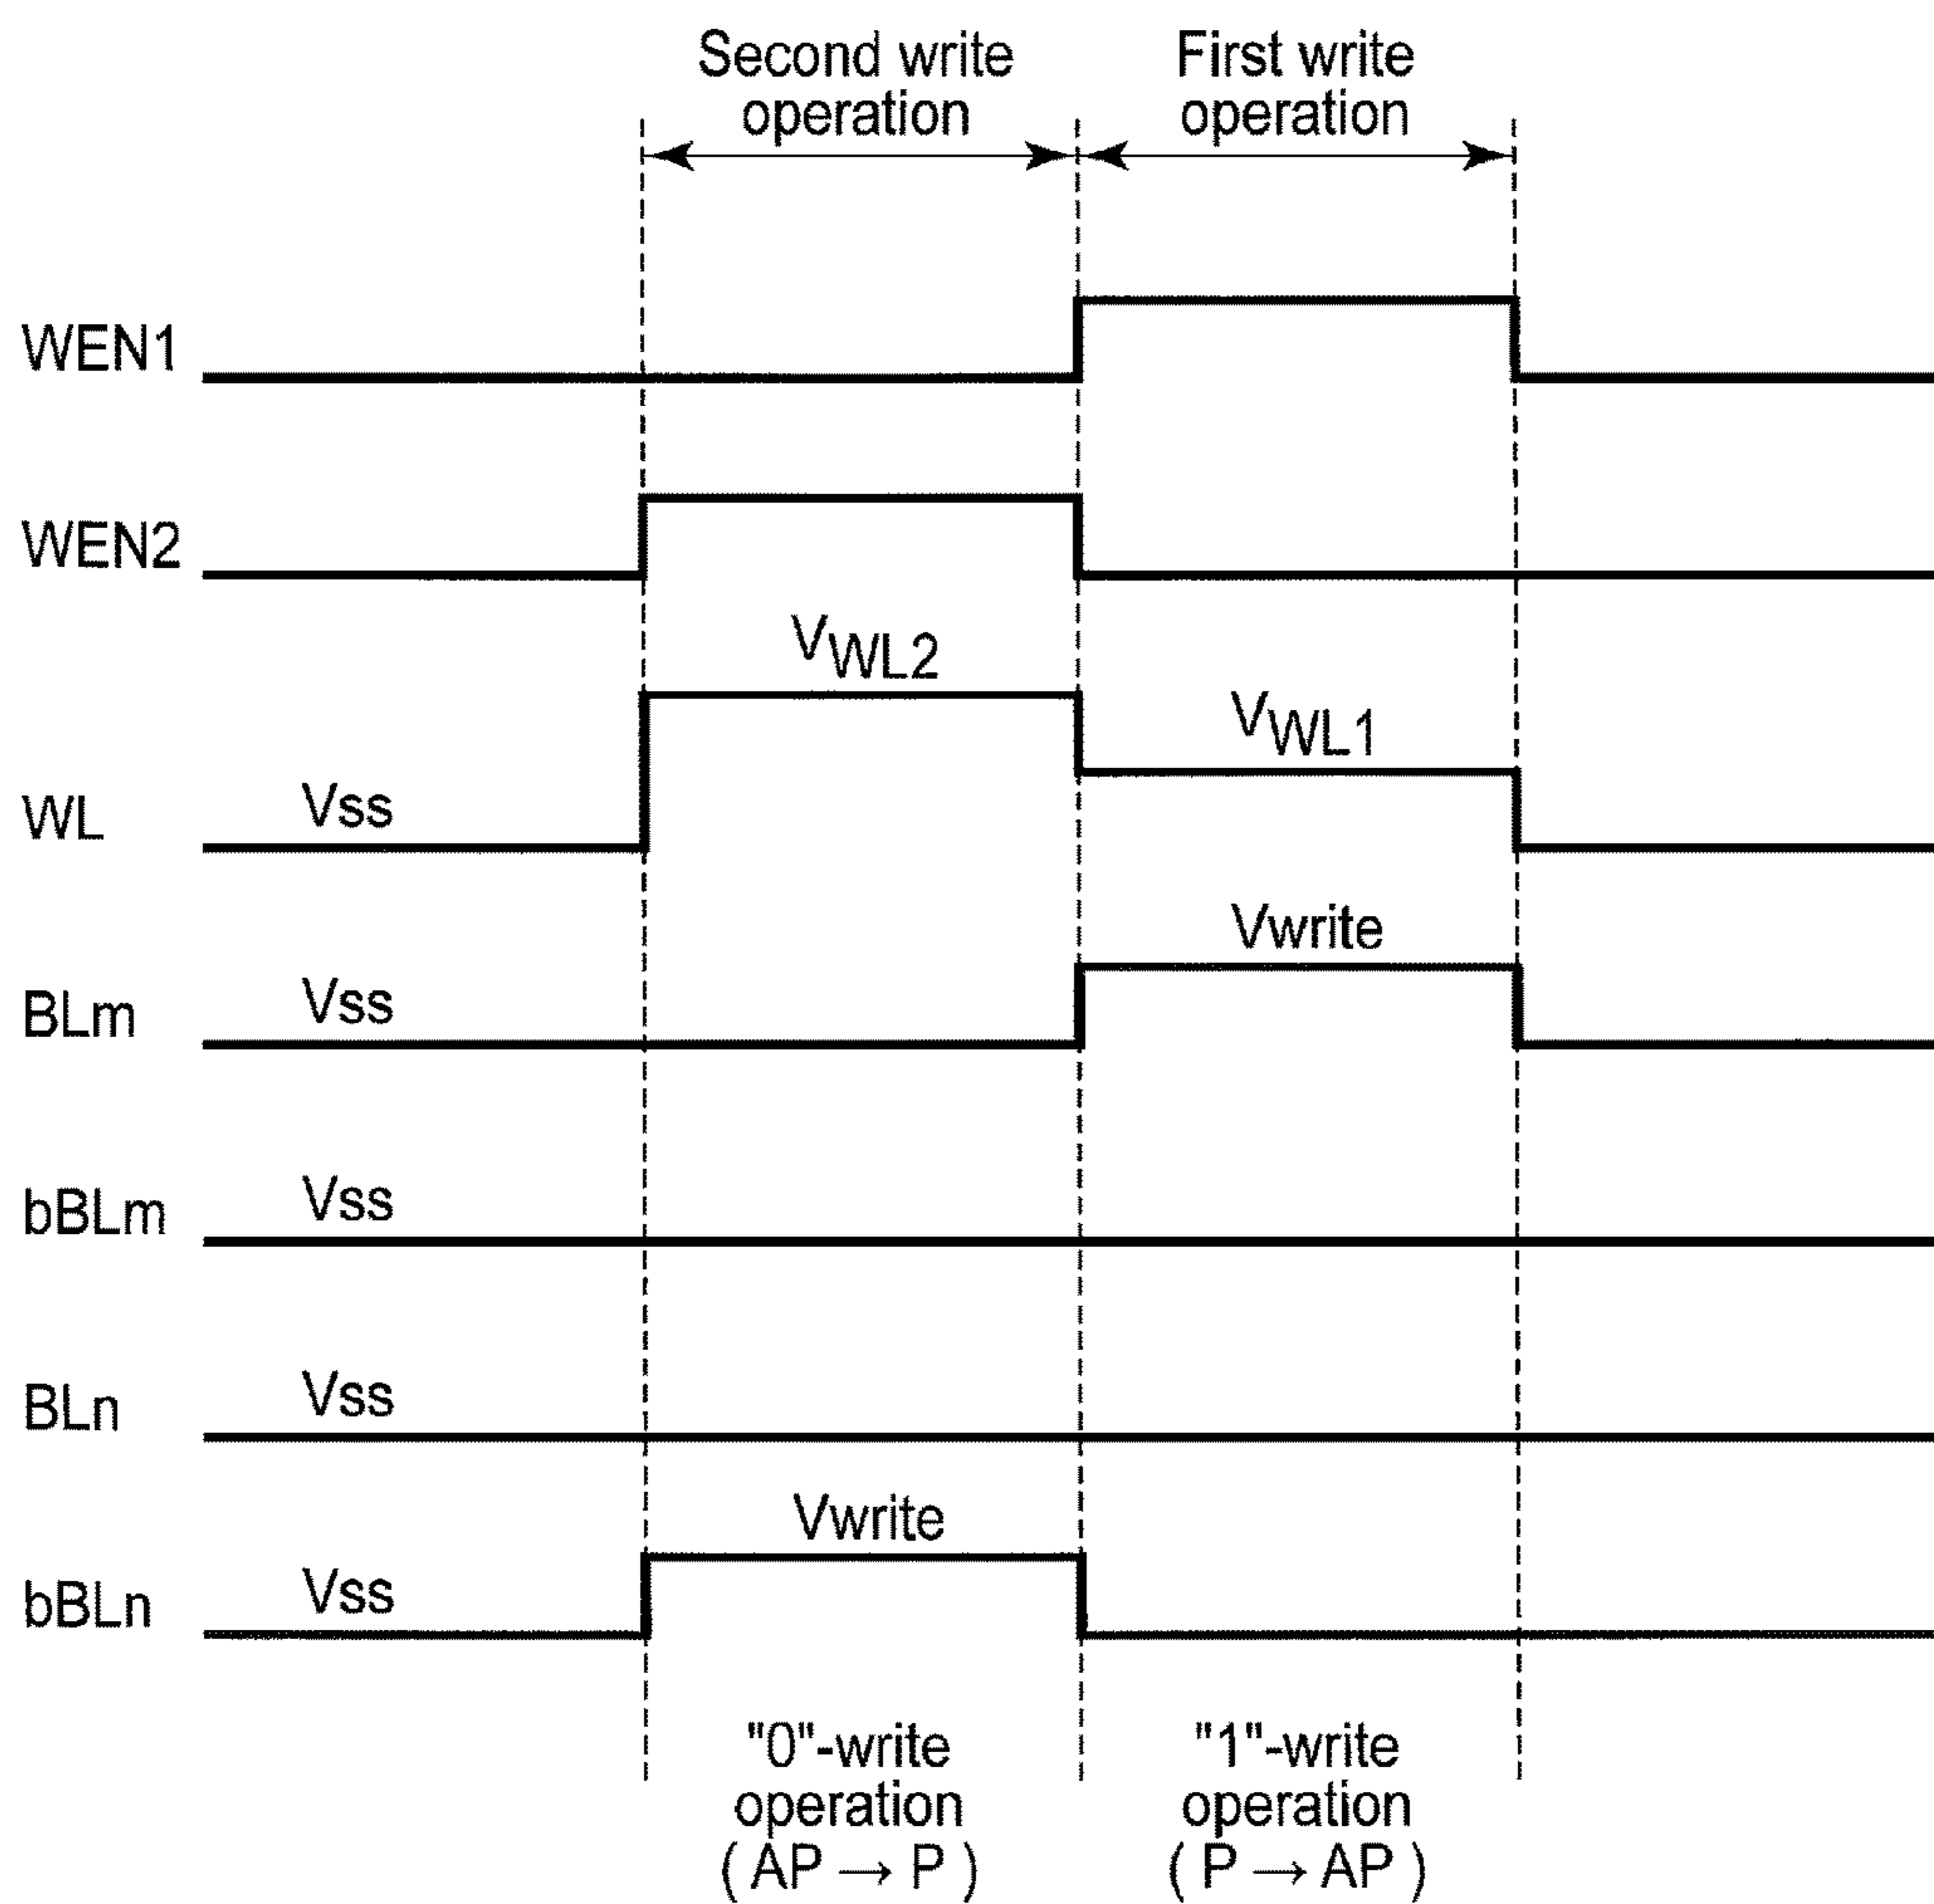 Second write
operation
First write
operation
WEN1
WEN2
VWL2
VWL1
WL
Vss
Vwrite
BLm
Vss
bBLm
Vss
BLn
Vss
Vwrite
bBLn
Vss
"0"-write
operation
( AP → P )
"1"-write
operation
( P → AP )